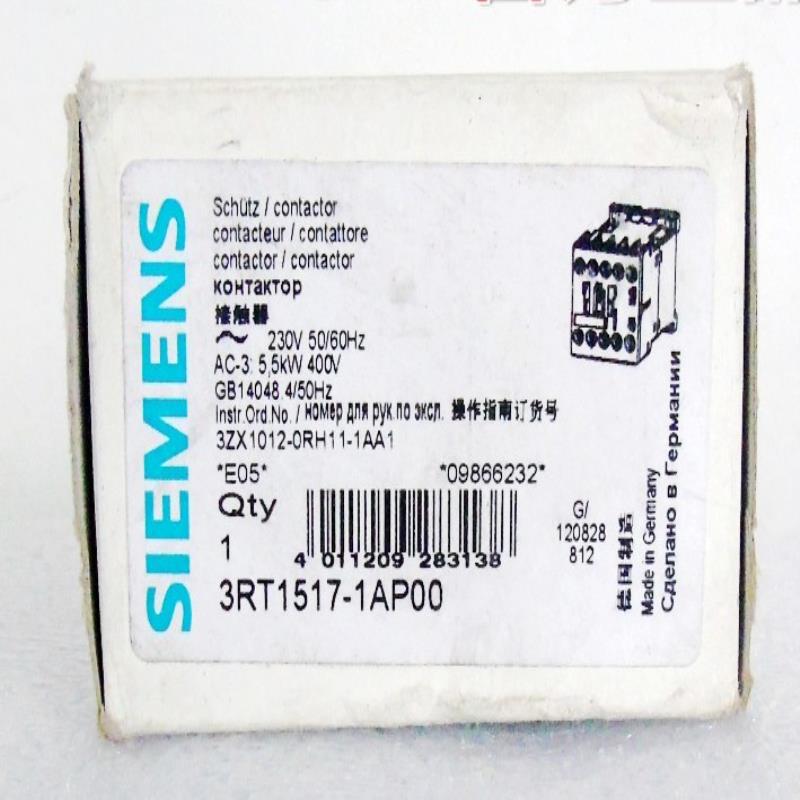 SIEMENS
Schütz / contactor
contacteur / contattore
contactor / contactor
контактор
接触器
230V 50/60Hz
AC-3: 5,5kW 400V
GB14048.4/50Hz
Instr.Ord.No. / номер для рук.по эксл. 操作指南订货号
3ZX1012-0RH11-1AA1
*E05* *09866232*
Qty
1
4 011209 283138
3RT1517-1AP00
G/
120828
812
德国制造
Made in Germany
Сделано в Германии